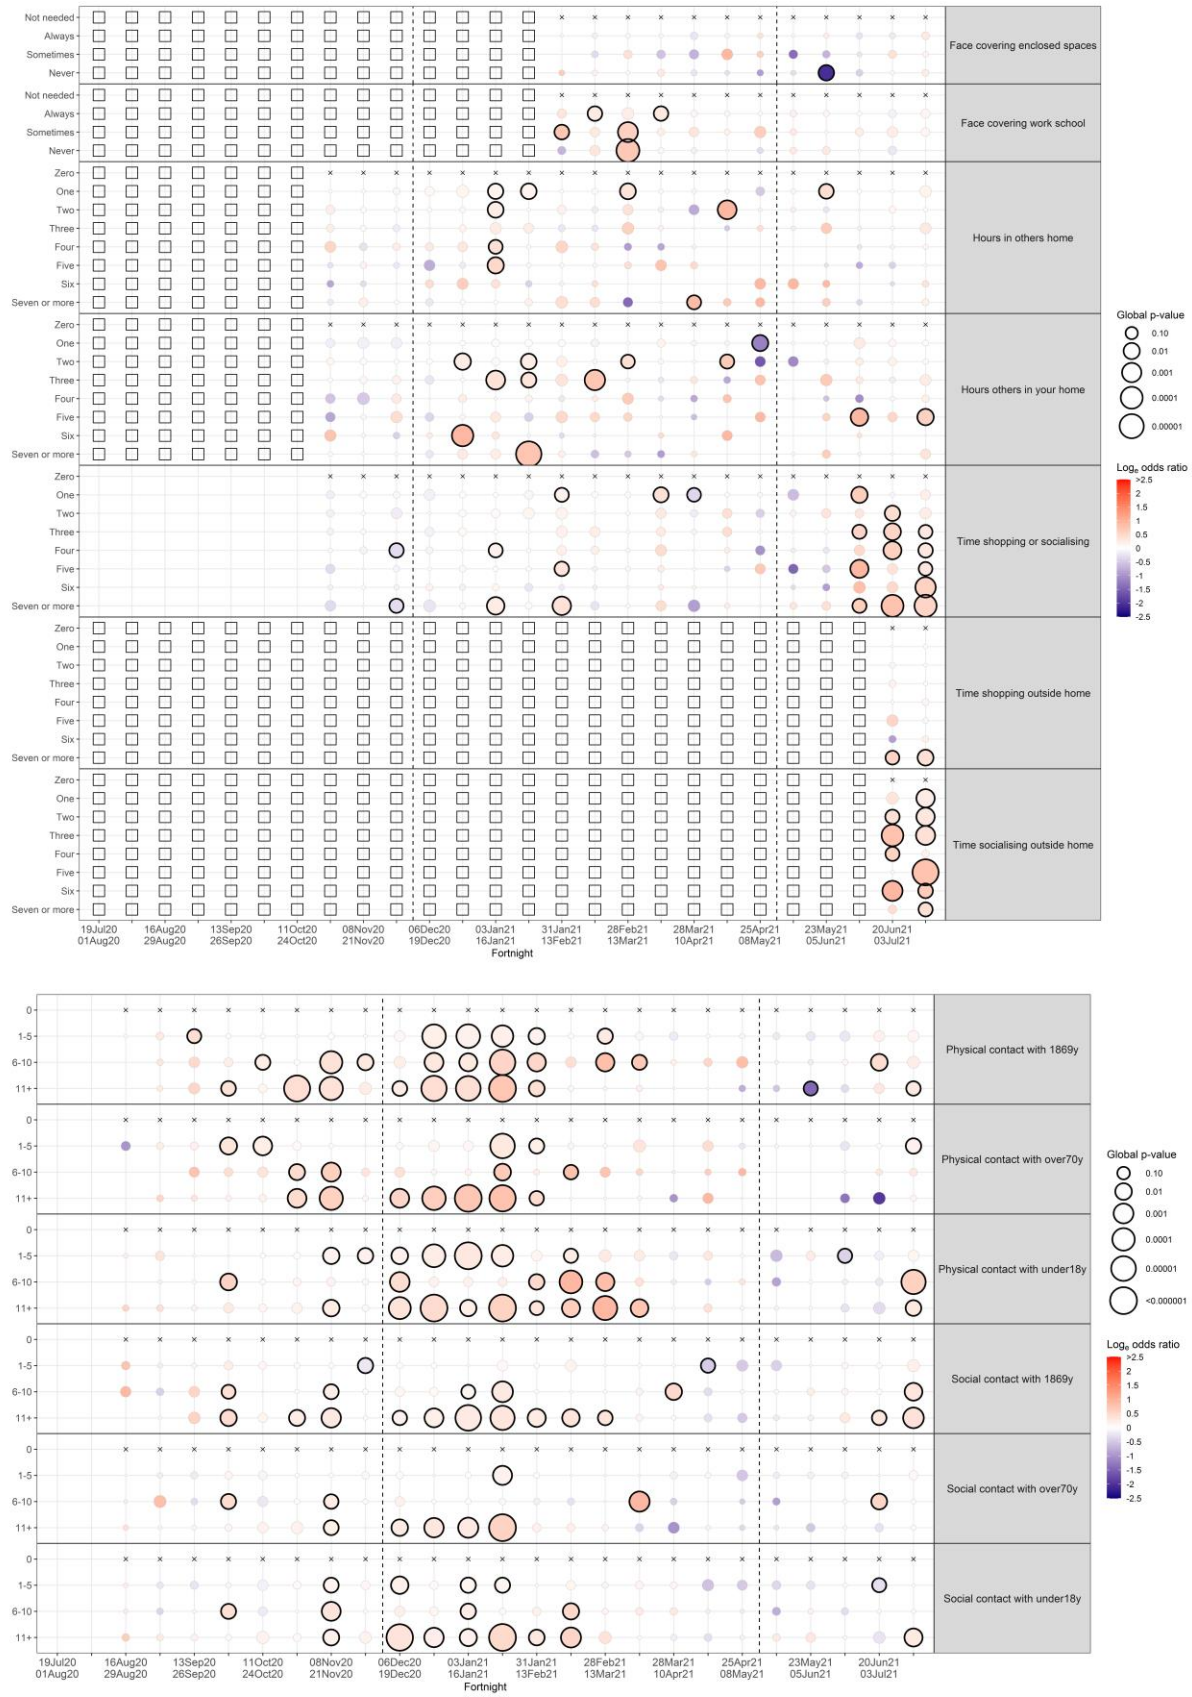 Not needed
Always
Sometimes
Never
Face covering enclosed spaces
Not needed
Always
Sometimes
Never
Face covering work school
Zero
One
Two
Three
Four
Five
Six
Seven or more
Hours in others home
Zero
One
Two
Three
Four
Five
Six
Seven or more
Hours others in your home
Zero
One
Two
Three
Four
Five
Six
Seven or more
Time shopping or socialising
Zero
One
Two
Three
Four
Five
Six
Seven or more
Time shopping outside home
Zero
One
Two
Three
Four
Five
Six
Seven or more
Time socialising outside home
19Jul20 16Aug20 13Sep20 11Oct20 08Nov20 06Dec20 03Jan21 31Jan21 28Feb21 28Mar21 25Apr21 23May21 20Jun21
01Aug20 29Aug20 26Sep20 24Oct20 21Nov20 19Dec20 16Jan21 13Feb21 13Mar21 10Apr21 08May21 05Jun21 03Jul21
Fortnight
Global p-value
0.10
0.01
0.001
0.0001
0.00001
Logₑ odds ratio
>2.5
2
1.5
1
0.5
0
-0.5
-1
-1.5
-2
-2.5
0
1-5
6-10
11+
Physical contact with 1869y
0
1-5
6-10
11+
Physical contact with over70y
0
1-5
6-10
11+
Physical contact with under18y
0
1-5
6-10
11+
Social contact with 1869y
0
1-5
6-10
11+
Social contact with over70y
0
1-5
6-10
11+
Social contact with under18y
19Jul20 16Aug20 13Sep20 11Oct20 08Nov20 06Dec20 03Jan21 31Jan21 28Feb21 28Mar21 25Apr21 23May21 20Jun21
01Aug20 29Aug20 26Sep20 24Oct20 21Nov20 19Dec20 16Jan21 13Feb21 13Mar21 10Apr21 08May21 05Jun21 03Jul21
Fortnight
Global p-value
0.10
0.01
0.001
0.0001
0.00001
<0.000001
Logₑ odds ratio
>2.5
2
1.5
1
0.5
0
-0.5
-1
-1.5
-2
-2.5